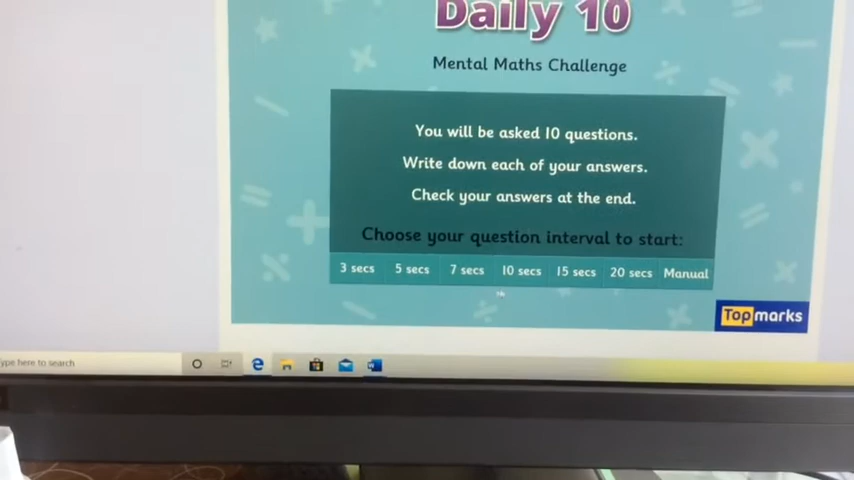 Daily 10
Mental Maths Challenge
You will be asked 10 questions.
Write down each of your answers.
Check your answers at the end.
Choose your question interval to start:
3 secs 5 secs 7 secs 10 secs 15 secs 20 secs Manual
Topmarks
ype here to search